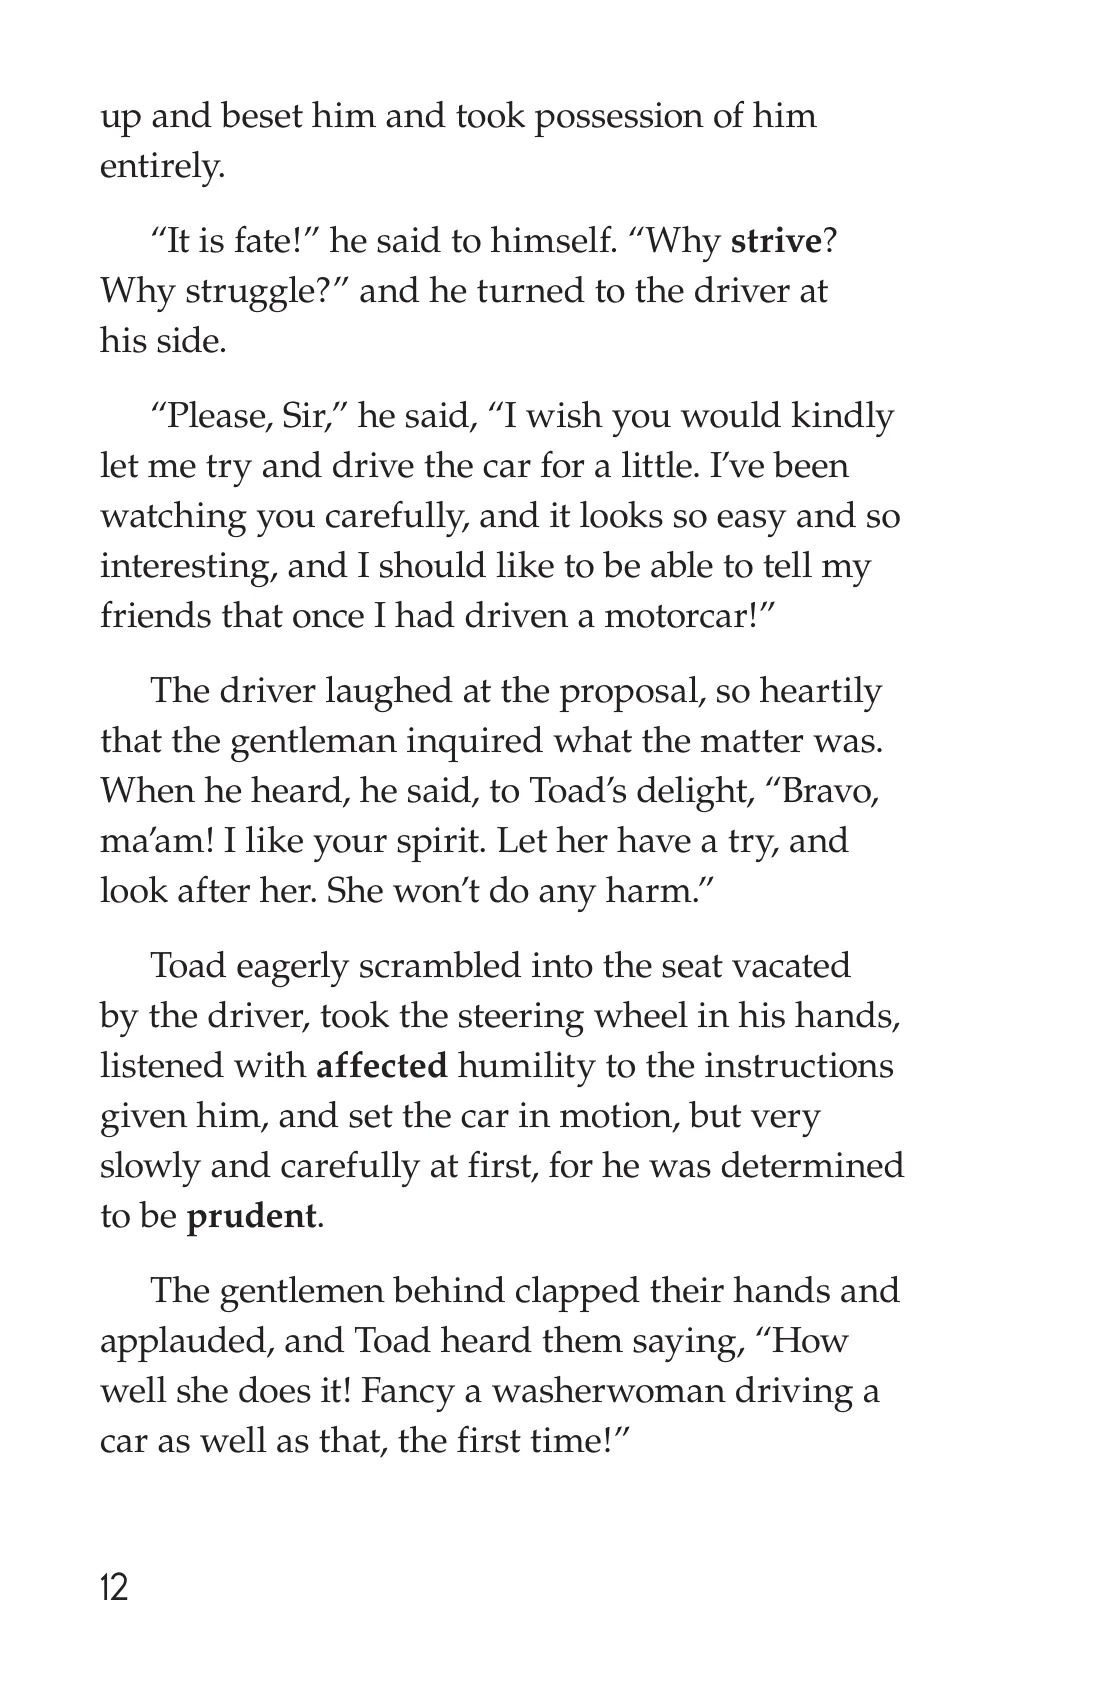 up and beset him and took possession of him
entirely.
“It is fate!” he said to himself. “Why strive?
Why struggle?” and he turned to the driver at
his side.
“Please, Sir,” he said, “I wish you would kindly
let me try and drive the car for a little. I’ve been
watching you carefully, and it looks so easy and so
interesting, and I should like to be able to tell my
friends that once I had driven a motorcar!”
The driver laughed at the proposal, so heartily
that the gentleman inquired what the matter was.
When he heard, he said, to Toad’s delight, “Bravo,
ma’am! I like your spirit. Let her have a try, and
look after her. She won’t do any harm.”
Toad eagerly scrambled into the seat vacated
by the driver, took the steering wheel in his hands,
listened with affected humility to the instructions
given him, and set the car in motion, but very
slowly and carefully at first, for he was determined
to be prudent.
The gentlemen behind clapped their hands and
applauded, and Toad heard them saying, “How
well she does it! Fancy a washerwoman driving a
car as well as that, the first time!”
12